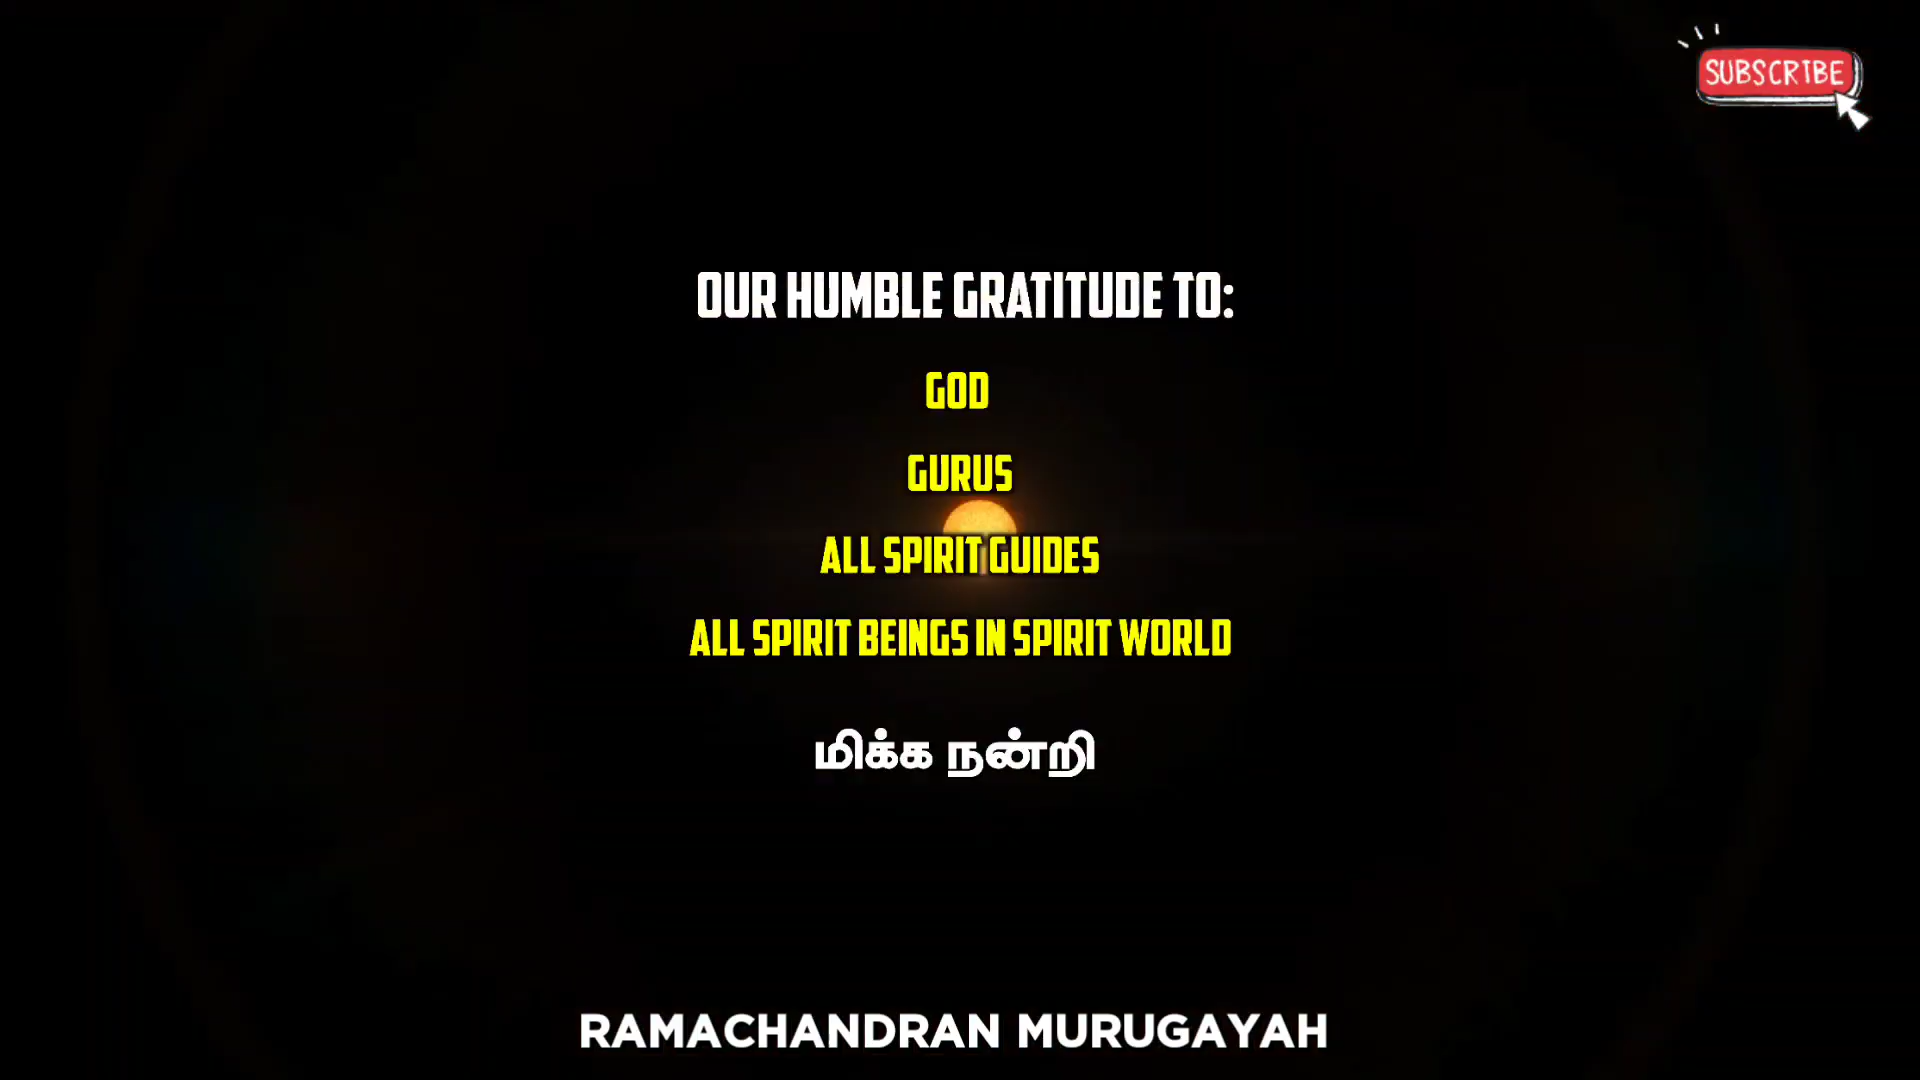 SUBSCRIBE
OUR HUMBLE GRATITUDE TO:
GOD
GURUS
ALL SPIRIT GUIDES
ALL SPIRIT BEINGS IN SPIRIT WORLD
மிக்க நன்றி
RAMACHANDRAN MURUGAYAH